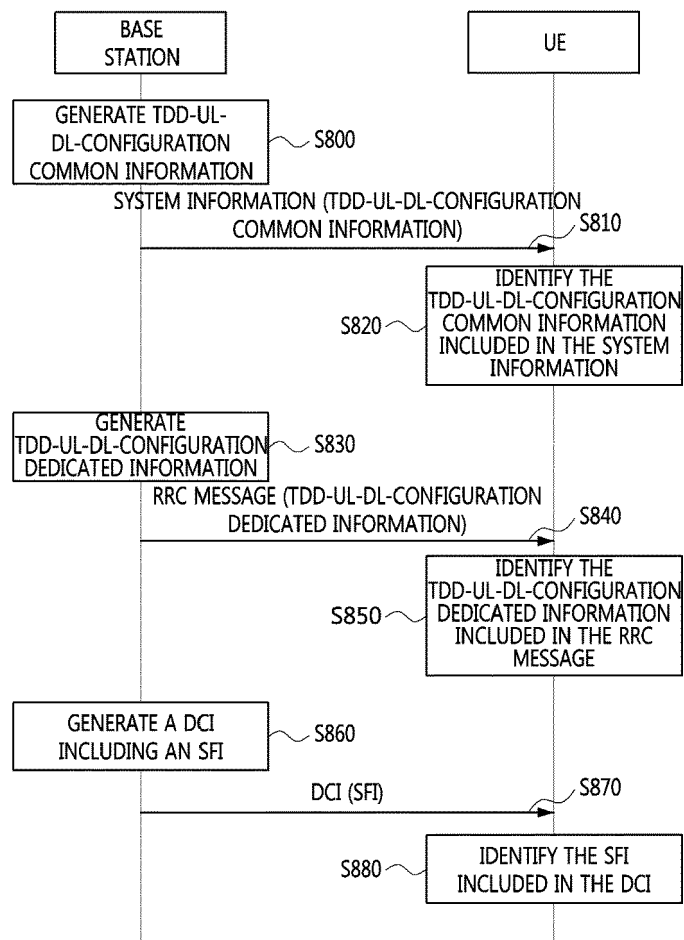 BASE
STATION
UE
GENERATE TDD-UL-
DL-CONFIGURATION
COMMON INFORMATION
S800
SYSTEM INFORMATION (TDD-UL-DL-CONFIGURATION
COMMON INFORMATION)
S810
IDENTIFY THE
TDD-UL-DL-CONFIGURATION
COMMON INFORMATION
INCLUDED IN THE SYSTEM
INFORMATION
S820
GENERATE
TDD-UL-DL-CONFIGURATION
DEDICATED INFORMATION
S830
RRC MESSAGE (TDD-UL-DL-CONFIGURATION
DEDICATED INFORMATION)
S840
IDENTIFY THE
TDD-UL-DL-CONFIGURATION
DEDICATED INFORMATION
INCLUDED IN THE RRC
MESSAGE
S850
GENERATE A DCI
INCLUDING AN SFI
S860
DCI (SFI)
S870
IDENTIFY THE SFI
INCLUDED IN THE DCI
S880